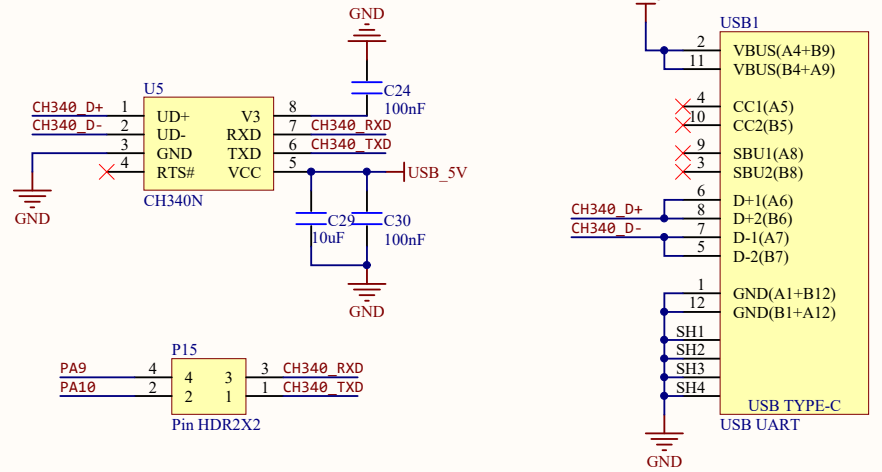 GND
C24
100nF
U5
CH340_D+ 1 UD+ V3 8
CH340_D- 2 UD- RXD 7 CH340_RXD
3 GND TXD 6 CH340_TXD
4 RTS# VCC 5 USB_5V
GND
CH340N
C29 C30
10uF 100nF
GND
P15
PA9 4 4 3 3 CH340_RXD
PA10 2 2 1 1 CH340_TXD
Pin HDR2X2
USB1
2 VBUS(A4+B9)
11 VBUS(B4+A9)
4 CC1(A5)
10 CC2(B5)
9 SBU1(A8)
3 SBU2(B8)
6 D+1(A6)
CH340_D+ 8 D+2(B6)
CH340_D- 7 D-1(A7)
5 D-2(B7)
1 GND(A1+B12)
12 GND(B1+A12)
SH1
SH2
SH3
SH4
USB TYPE-C
USB UART
GND